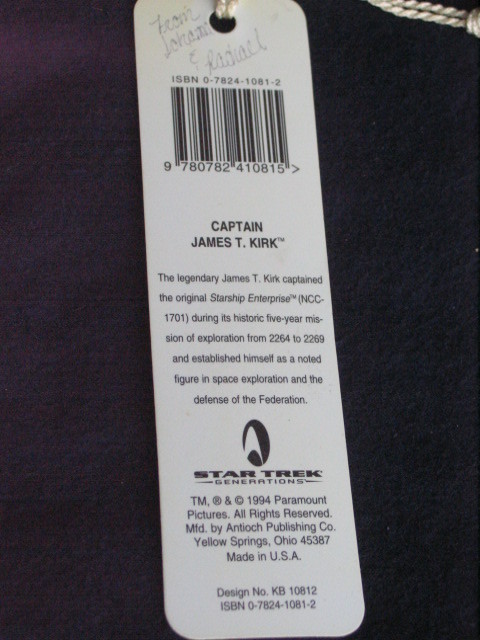 From
& Rachael
ISBN 0-7824-1081-2
9 780782 410815 >
CAPTAIN
JAMES T. KIRK™
The legendary James T. Kirk captained
the original Starship Enterprise™ (NCC-
1701) during its historic five-year mis-
sion of exploration from 2264 to 2269
and established himself as a noted
figure in space exploration and the
defense of the Federation.
STAR TREK
GENERATIONS
TM, ® & © 1994 Paramount
Pictures. All Rights Reserved.
Mfd. by Antioch Publishing Co.
Yellow Springs, Ohio 45387
Made in U.S.A.
Design No. KB 10812
ISBN 0-7824-1081-2